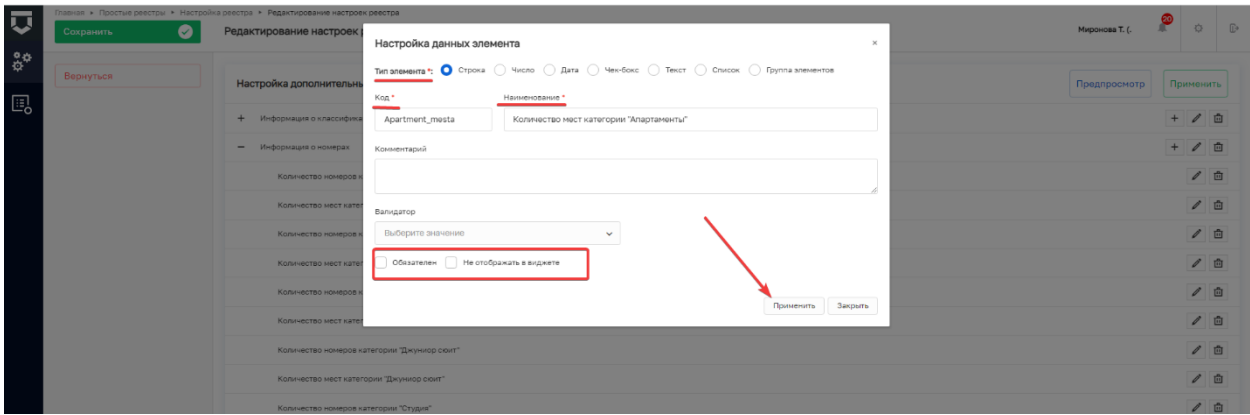 Главная • Простые реестры • Настройка реестра • Редактирование настроек реестра
Сохранить
Редактирование настроек
Миронова Т. (.
20
Вернуться
Настройка дополнительн
Предпросмотр
Применить
Информация о классифика
Информация о номерах
Количество номеров к
Количество мест катег
Количество номеров к
Количество мест катег
Количество номеров к
Количество мест катег
Количество номеров категории "Джуниор сюит"
Количество мест категории "Джуниор сюит"
Количество номеров категории "Студия"
Настройка данных элемента
Тип элемента *: Строка Число Дата Чек-бокс Текст Список Группа элементов
Код * Наименование *
Apartment_mesta Количество мест категории "Апартаменты"
Комментарий
Валидатор
Выберите значение
Обязателен Не отображать в виджете
Применить Закрыть